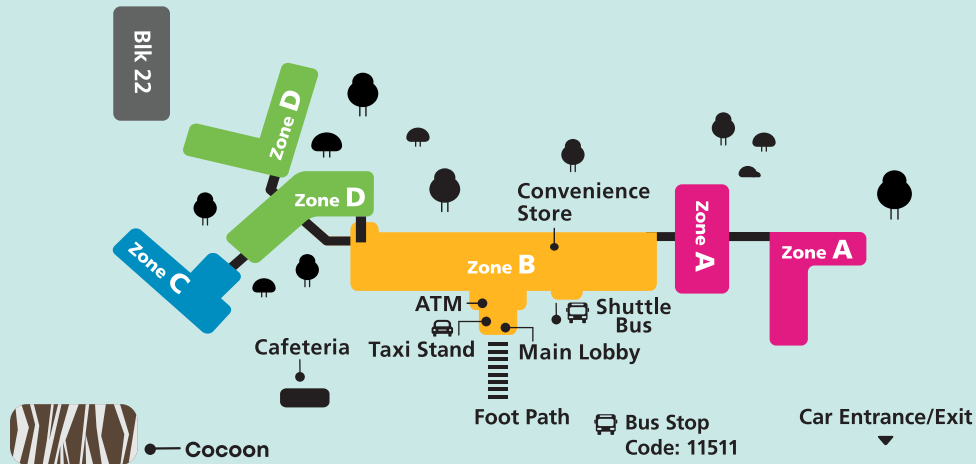 Blk 22
Zone D
Zone D
Zone C
Convenience
Store
Zone A
Zone A
Zone B
ATM
Shuttle
Bus
Taxi Stand
Main Lobby
Cafeteria
Foot Path
Bus Stop
Code: 11511
Car Entrance/Exit
Cocoon